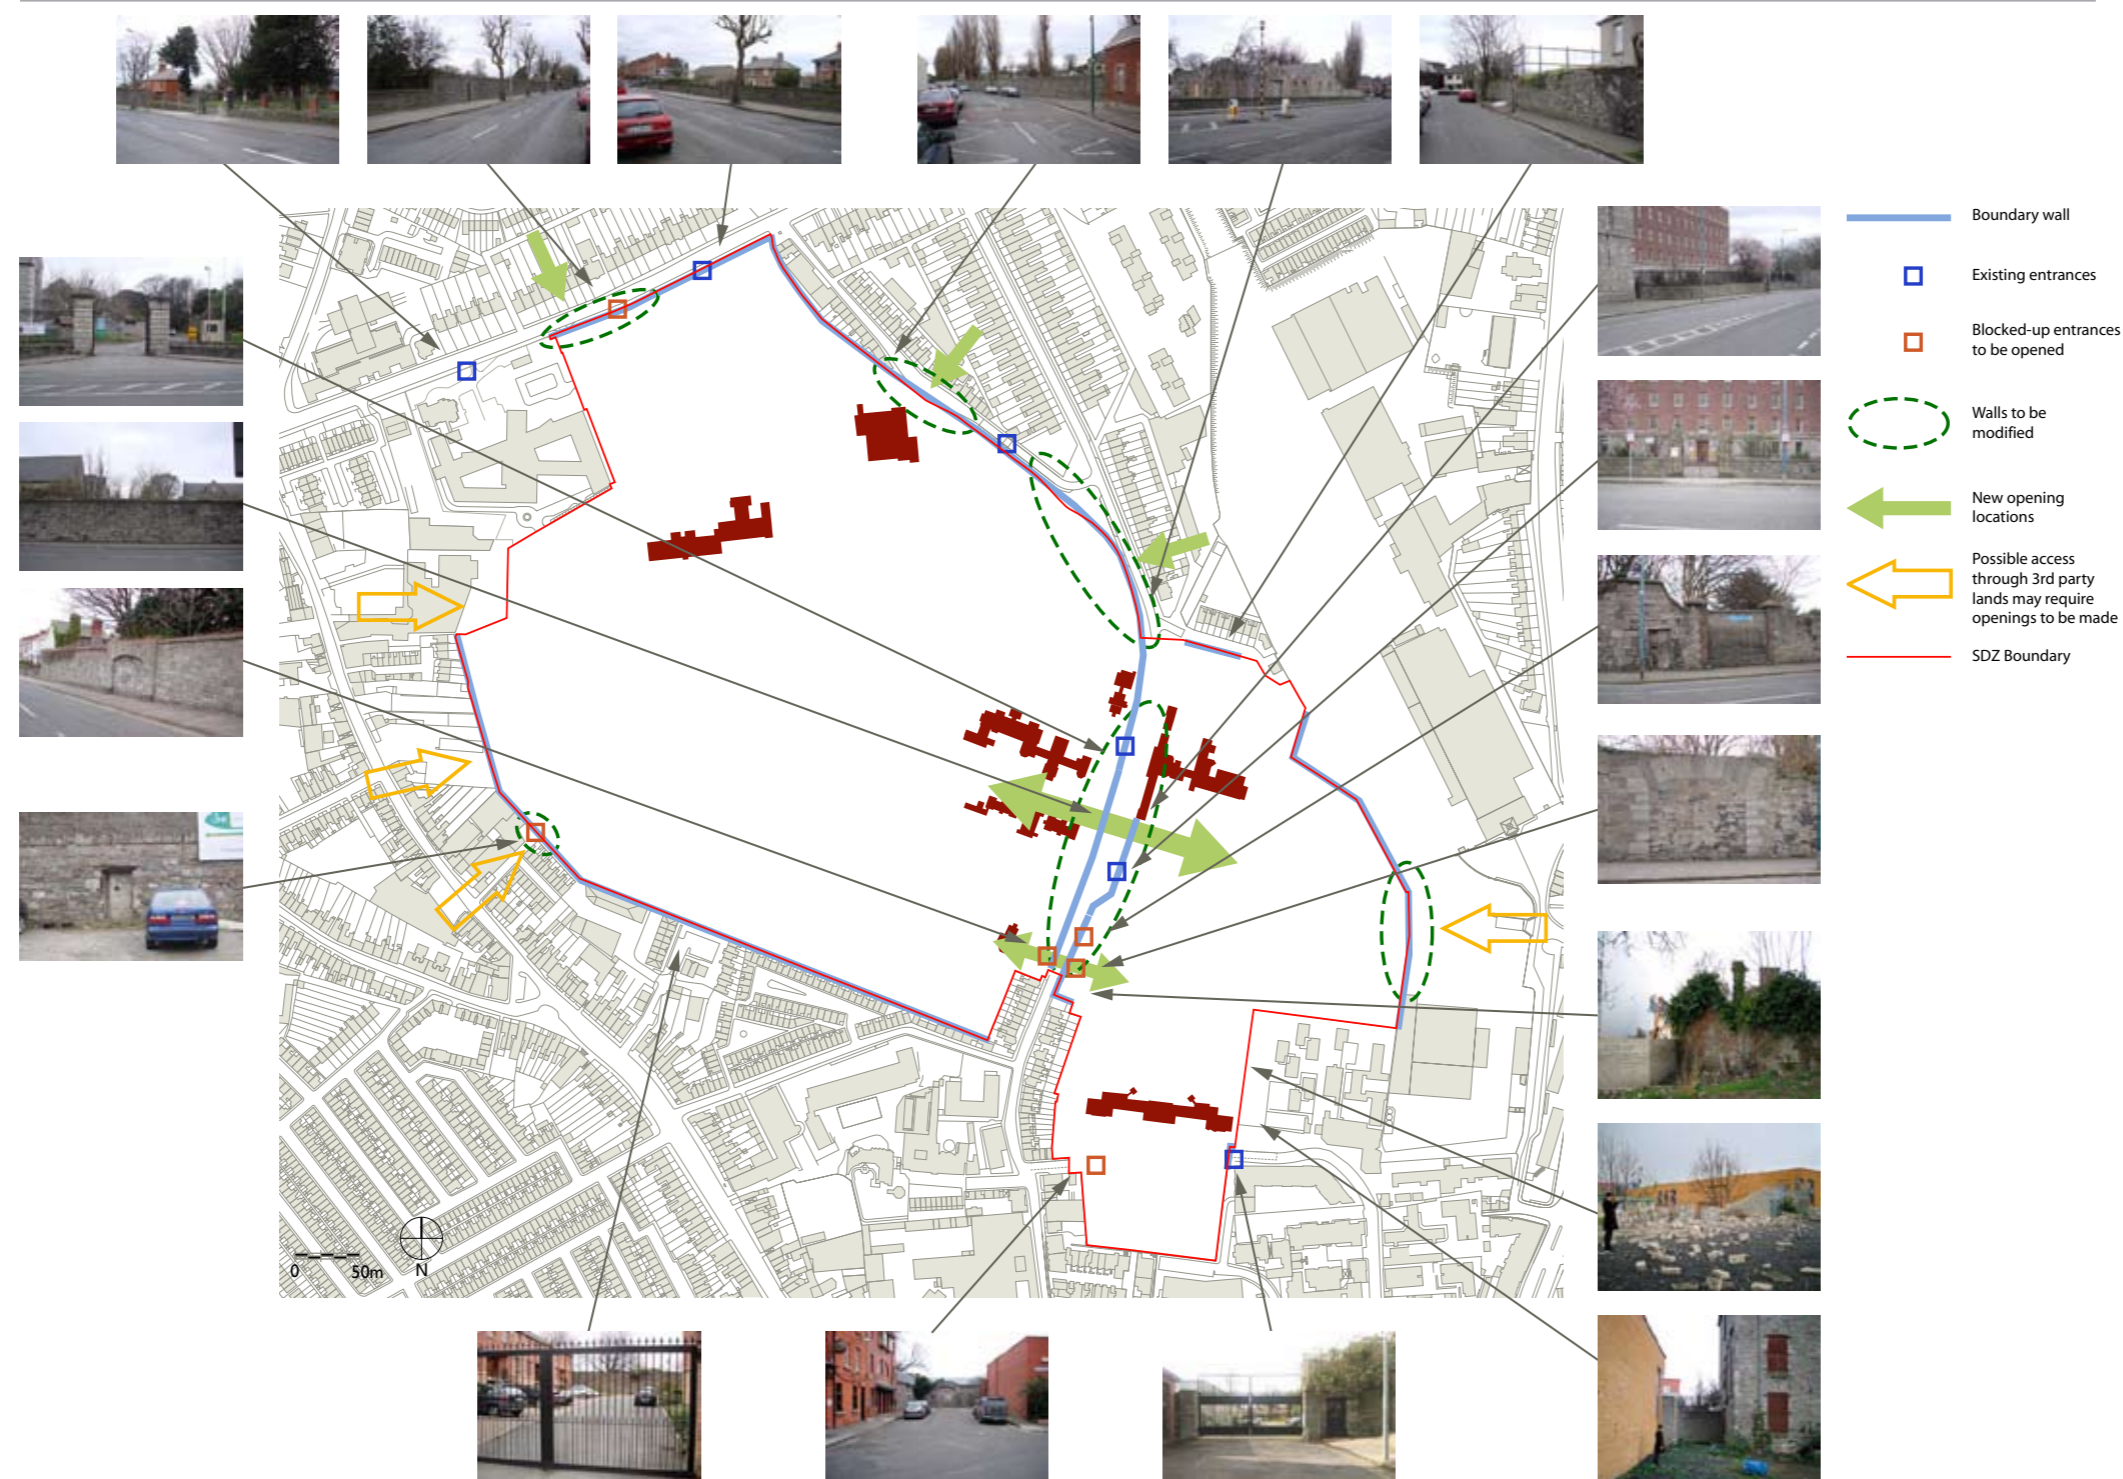 Boundary wall
Existing entrances
Blocked-up entrances
to be opened
Walls to be
modified
New opening
locations
Possible access
through 3rd party
lands may require
openings to be made
SDZ Boundary
0 50m N